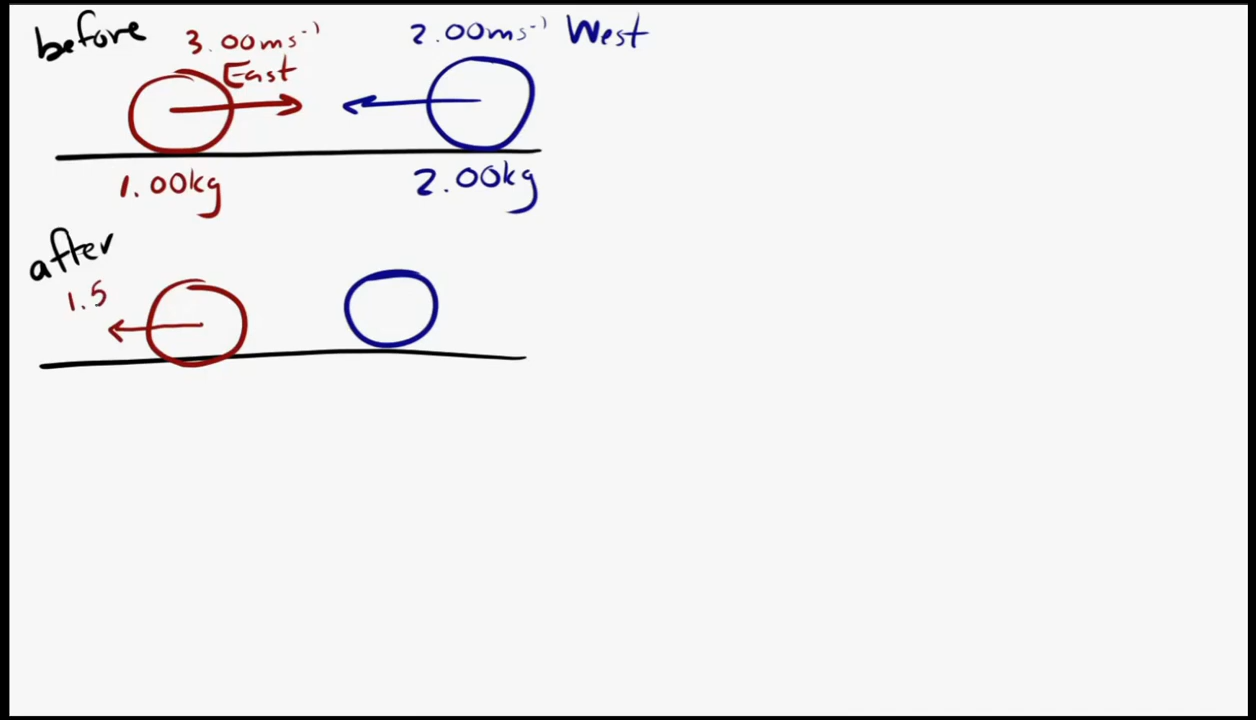 before
3.00ms⁻¹
East
2.00ms⁻¹ West
1.00kg
2.00kg
after
1.5